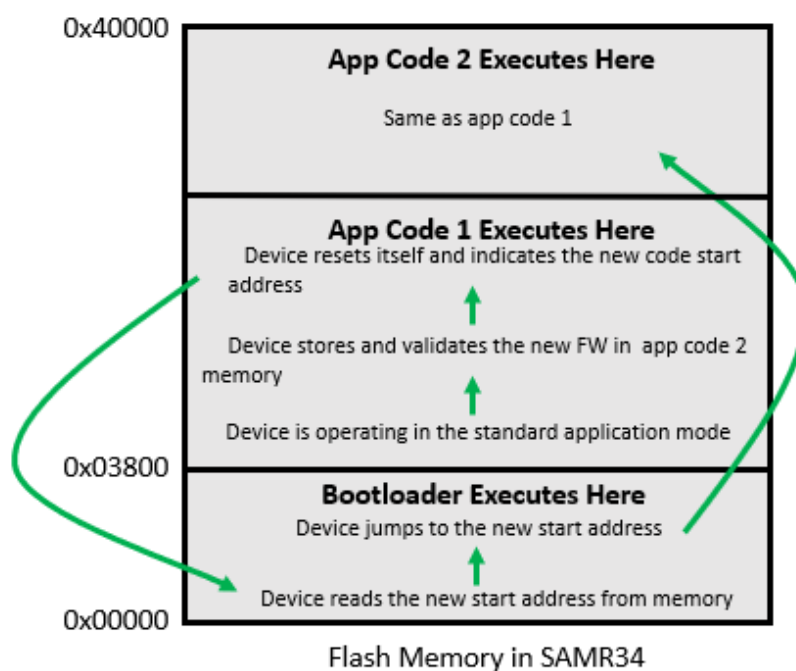 0x40000
App Code 2 Executes Here
Same as app code 1
App Code 1 Executes Here
Device resets itself and indicates the new code start
address
Device stores and validates the new FW in app code 2
memory
Device is operating in the standard application mode
0x03800
Bootloader Executes Here
Device jumps to the new start address
Device reads the new start address from memory
0x00000
Flash Memory in SAMR34